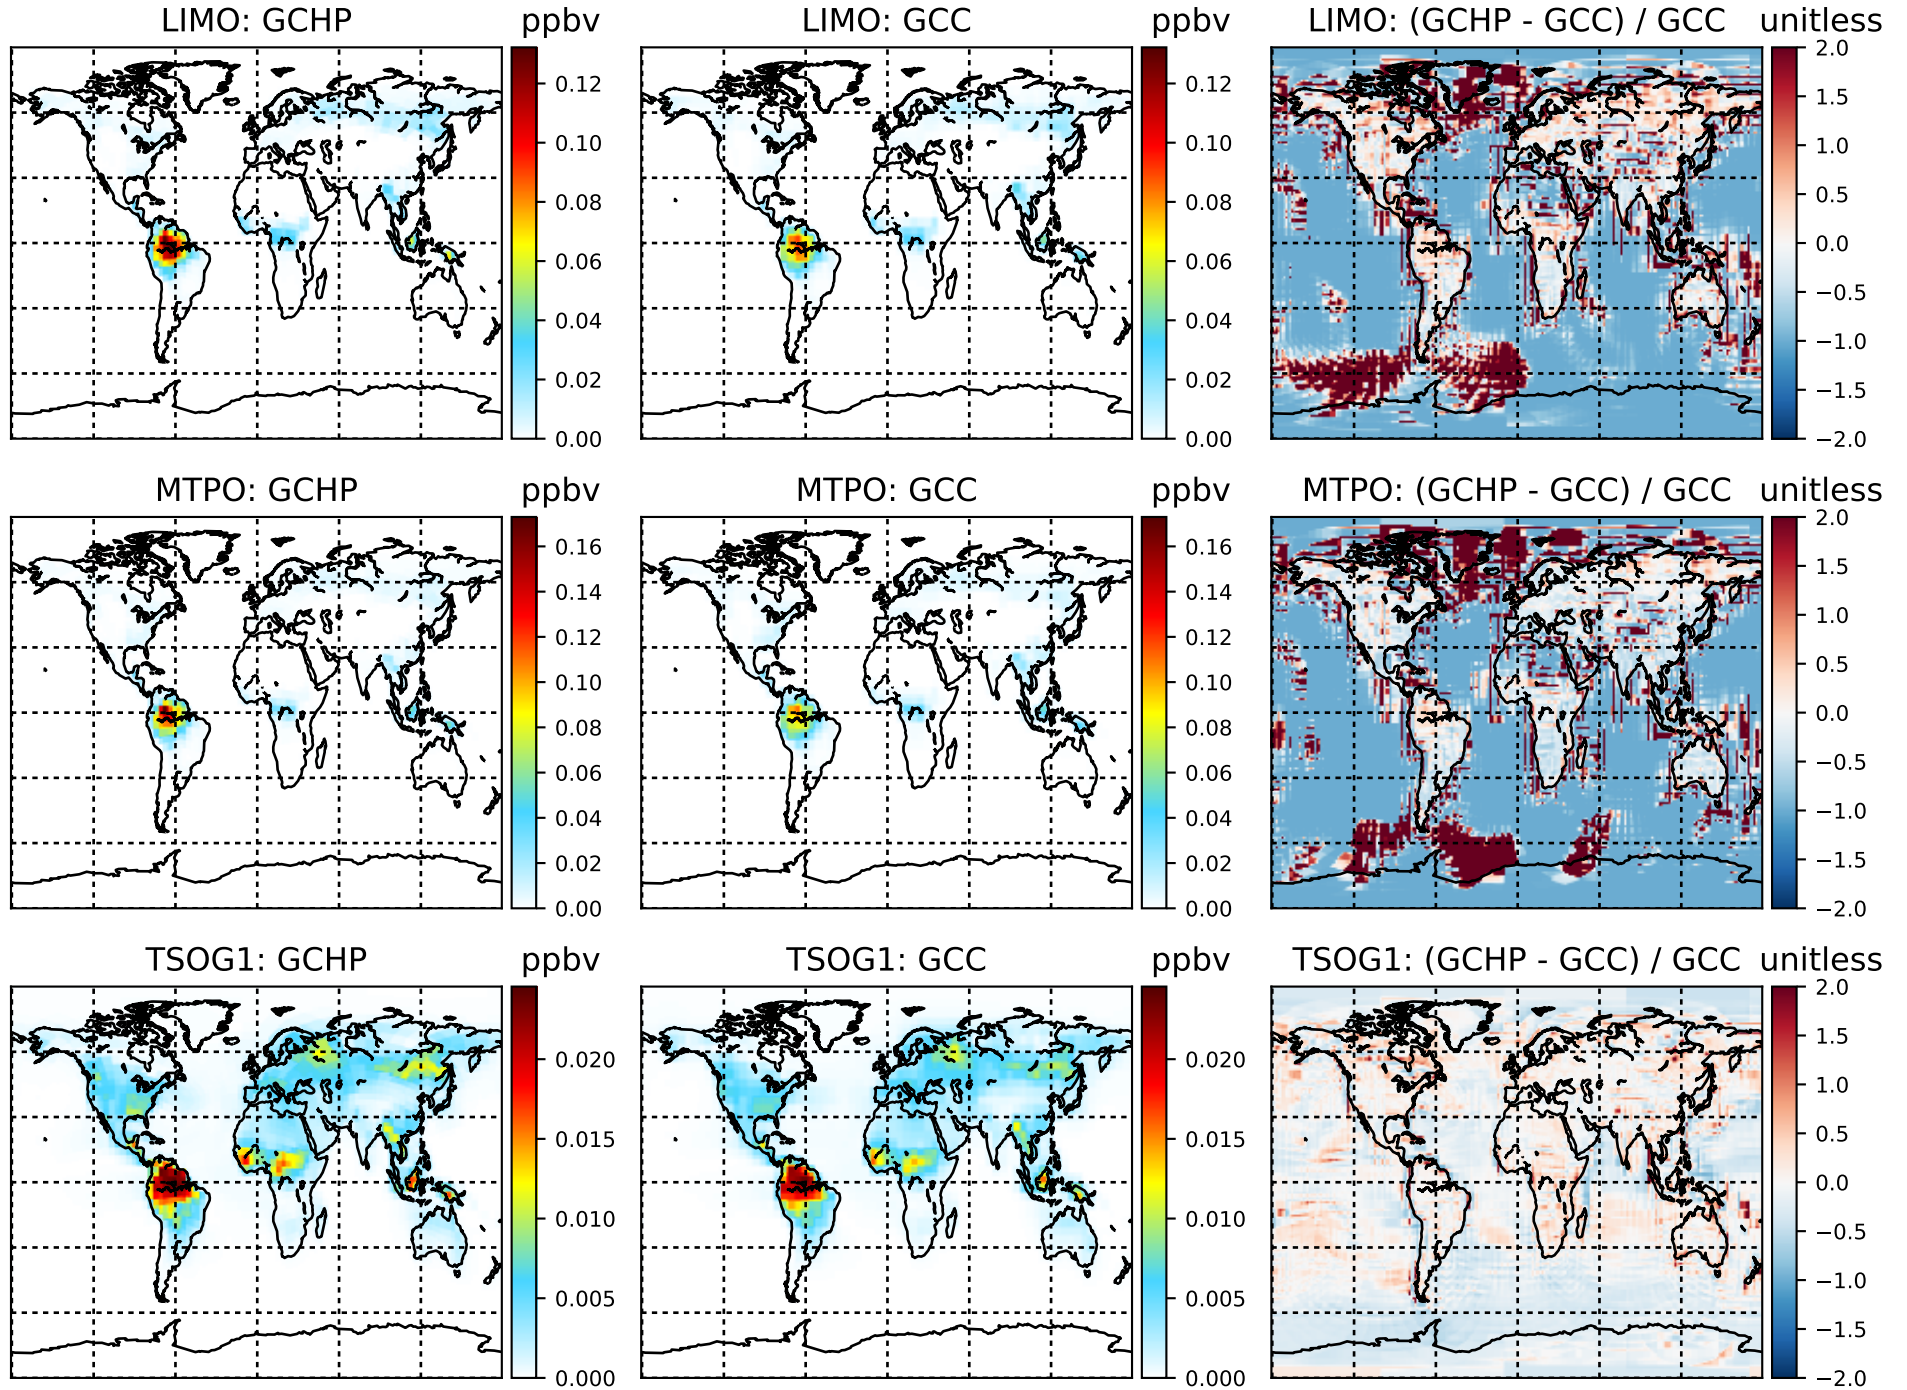 LIMO: GCHP ppbv LIMO: GCC ppbv LIMO: (GCHP - GCC) / GCC unitless
0.12 0.12 2.0
0.10 0.10 1.5
0.08 0.08 1.0
0.06 0.06 0.5
0.04 0.04 0.0
0.02 0.02 −0.5
0.00 0.00 −1.0
−1.5
−2.0
MTPO: GCHP ppbv MTPO: GCC ppbv MTPO: (GCHP - GCC) / GCC unitless
0.16 0.16 2.0
0.14 0.14 1.5
0.12 0.12 1.0
0.10 0.10 0.5
0.08 0.08 0.0
0.06 0.06 −0.5
0.04 0.04 −1.0
0.02 0.02 −1.5
0.00 0.00 −2.0
TSOG1: GCHP ppbv TSOG1: GCC ppbv TSOG1: (GCHP - GCC) / GCC unitless
0.020 0.020 2.0
0.015 0.015 1.5
0.010 0.010 1.0
0.005 0.005 0.5
0.000 0.000 0.0
−0.5
−1.0
−1.5
−2.0